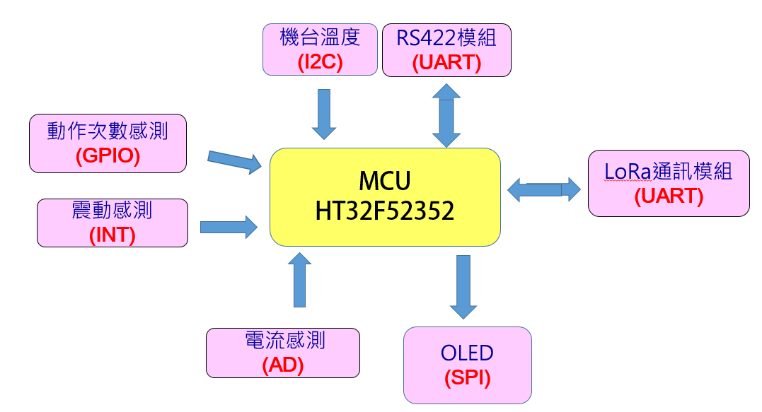 機台溫度
(I2C)
RS422模組
(UART)
動作次數感測
(GPIO)
震動感測
(INT)
MCU
HT32F52352
LoRa通訊模組
(UART)
電流感測
(AD)
OLED
(SPI)